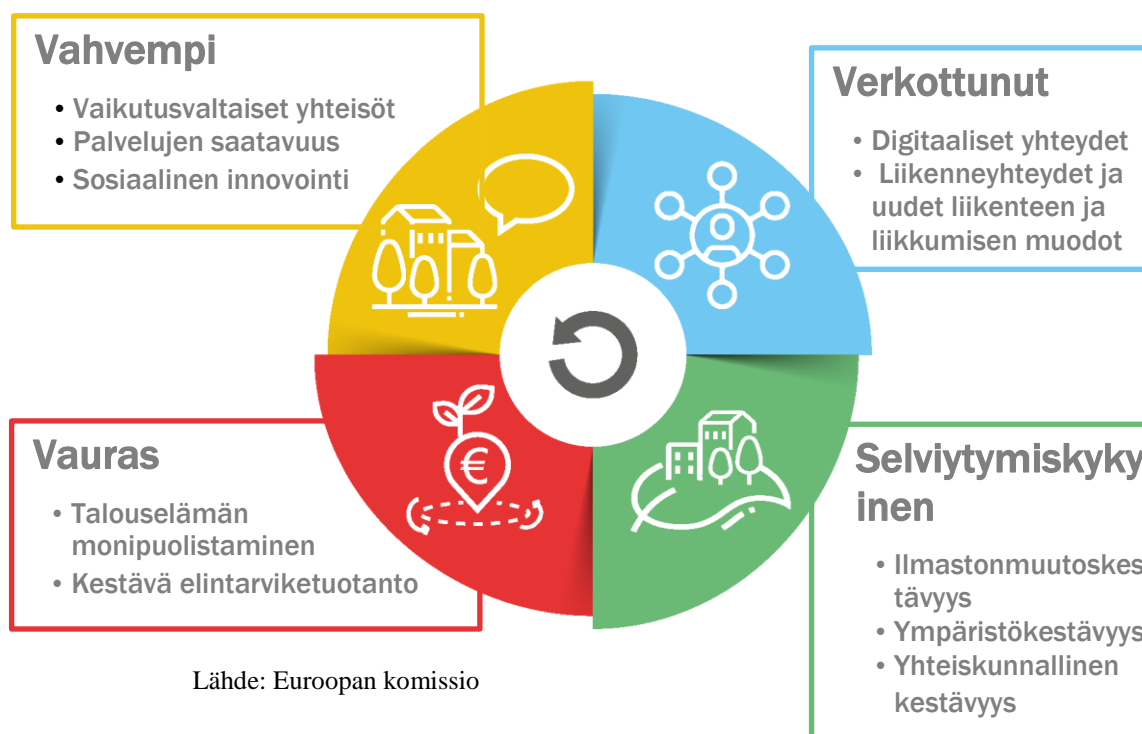 Vahvempi
• Vaikutusvaltaiset yhteisöt
• Palvelujen saatavuus
• Sosiaalinen innovointi
Verkottunut
• Digitaaliset yhteydet
• Liikenneyhteydet ja
uudet liikenteen ja
liikkumisen muodot
Vauras
• Talouselämän
monipuolistaminen
• Kestävä elintarviketuotanto
Selviytymiskyky
inen
• Ilmastonmuutoskes
tävyys
• Ympäristökestävyys
• Yhteiskunnallinen
kestävyys
€
Lähde: Euroopan komissio